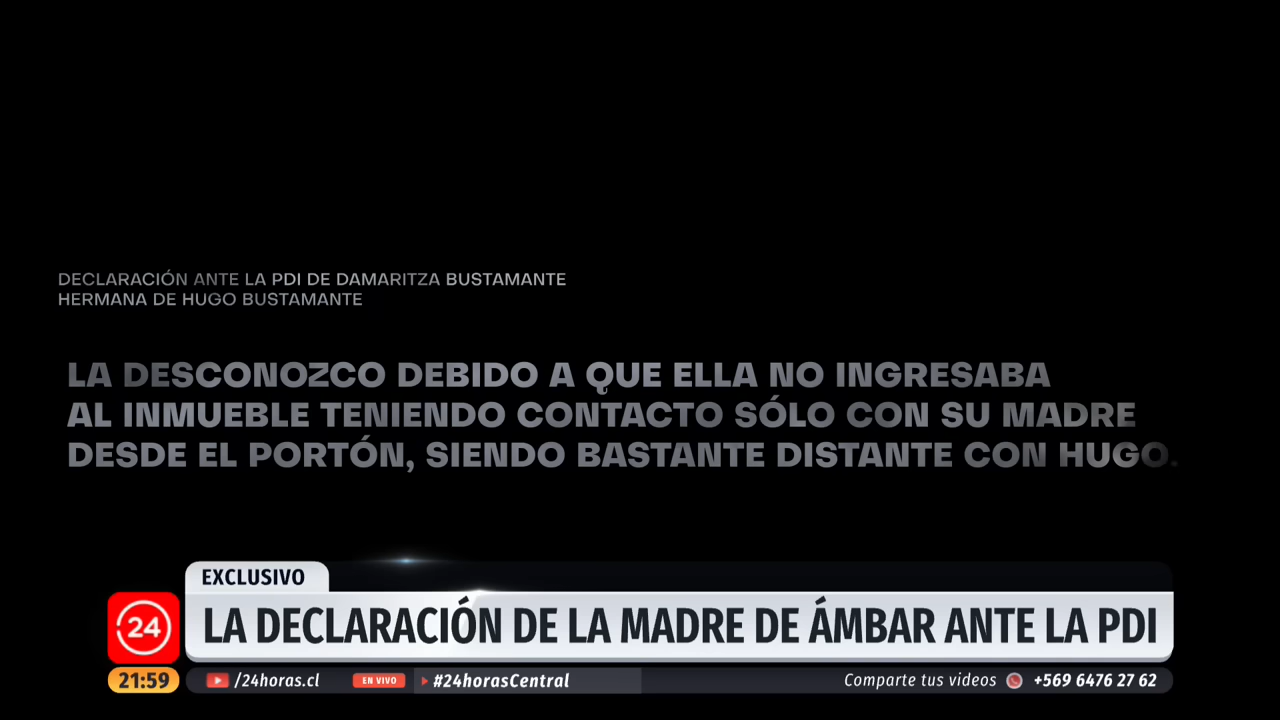 DECLARACIÓN ANTE LA PDI DE DAMARITZA BUSTAMANTE
HERMANA DE HUGO BUSTAMANTE
LA DESCONOZCO DEBIDO A QUE ELLA NO INGRESABA
AL INMUEBLE TENIENDO CONTACTO SÓLO CON SU MADRE
DESDE EL PORTÓN, SIENDO BASTANTE DISTANTE CON HUGO.
EXCLUSIVO
24
LA DECLARACIÓN DE LA MADRE DE ÁMBAR ANTE LA PDI
21:59
/24horas.cl
EN VIVO
#24horasCentral
Comparte tus videos
+569 6476 27 62